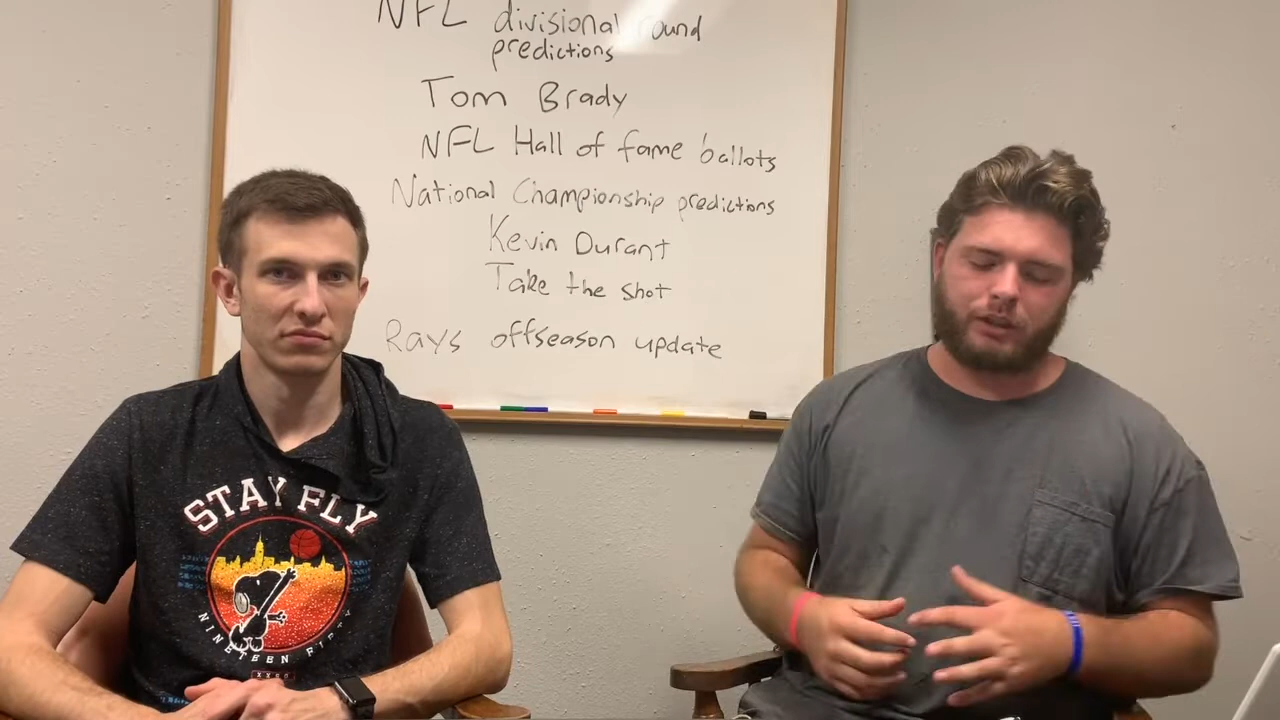 NFL divisional round
predictions
Tom Brady
NFL Hall of fame ballots
National Championship predictions
Kevin Durant
Take the shot
Rays offseason update
STAY FLY
NINETEEN FIFTY